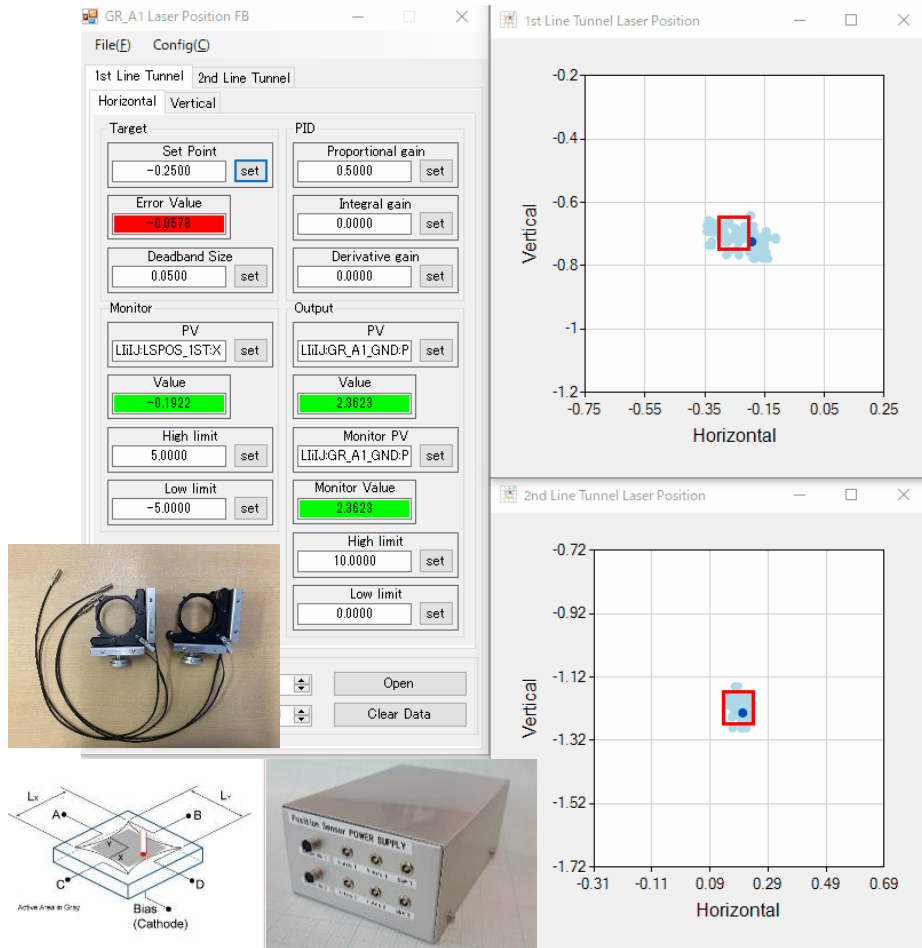 GR_A1 Laser Position FB
File(F) Config(C)
1st Line Tunnel 2nd Line Tunnel
Horizontal Vertical
Target
Set Point
-0.2500 set
Error Value
-0.0578
Deadband Size
0.0500 set
Monitor
PV
LIiIJ:LSPOS_1ST:X set
Value
-0.1922
High limit
5.0000 set
Low limit
-5.0000 set
PID
Proportional gain
0.5000 set
Integral gain
0.0000 set
Derivative gain
0.0000 set
Output
PV
LIiIJ:GR_A1_GND:P set
Value
2.3623
Monitor PV
LIiIJ:GR_A1_GND:P set
Monitor Value
2.3623
High limit
10.0000 set
Low limit
0.0000 set
Open
Clear Data
1st Line Tunnel Laser Position
-0.2
-0.4
-0.6
-0.8
-1
-1.2
Vertical
-0.75 -0.55 -0.35 -0.15 0.05 0.25
Horizontal
2nd Line Tunnel Laser Position
-0.72
-0.92
-1.12
-1.32
-1.52
-1.72
Vertical
-0.31 -0.11 0.09 0.29 0.49 0.69
Horizontal
Lx Ly
A B
Y
X
C D
Active Area in Gray
Bias
(Cathode)
Position Sensor POWER SUPPLY